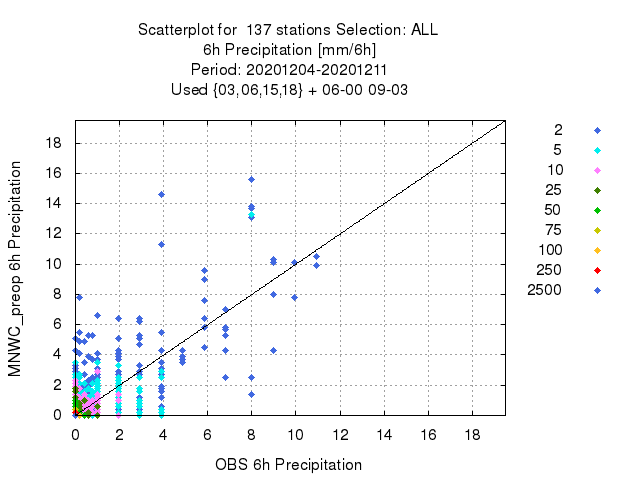 Scatterplot for 137 stations Selection: ALL
6h Precipitation [mm/6h]
Period: 20201204-20201211
Used {03,06,15,18} + 06-00 09-03
MNWC_preop 6h Precipitation
18
16
14
12
10
8
6
4
2
0
0 2 4 6 8 10 12 14 16 18
OBS 6h Precipitation
2
5
10
25
50
75
100
250
2500